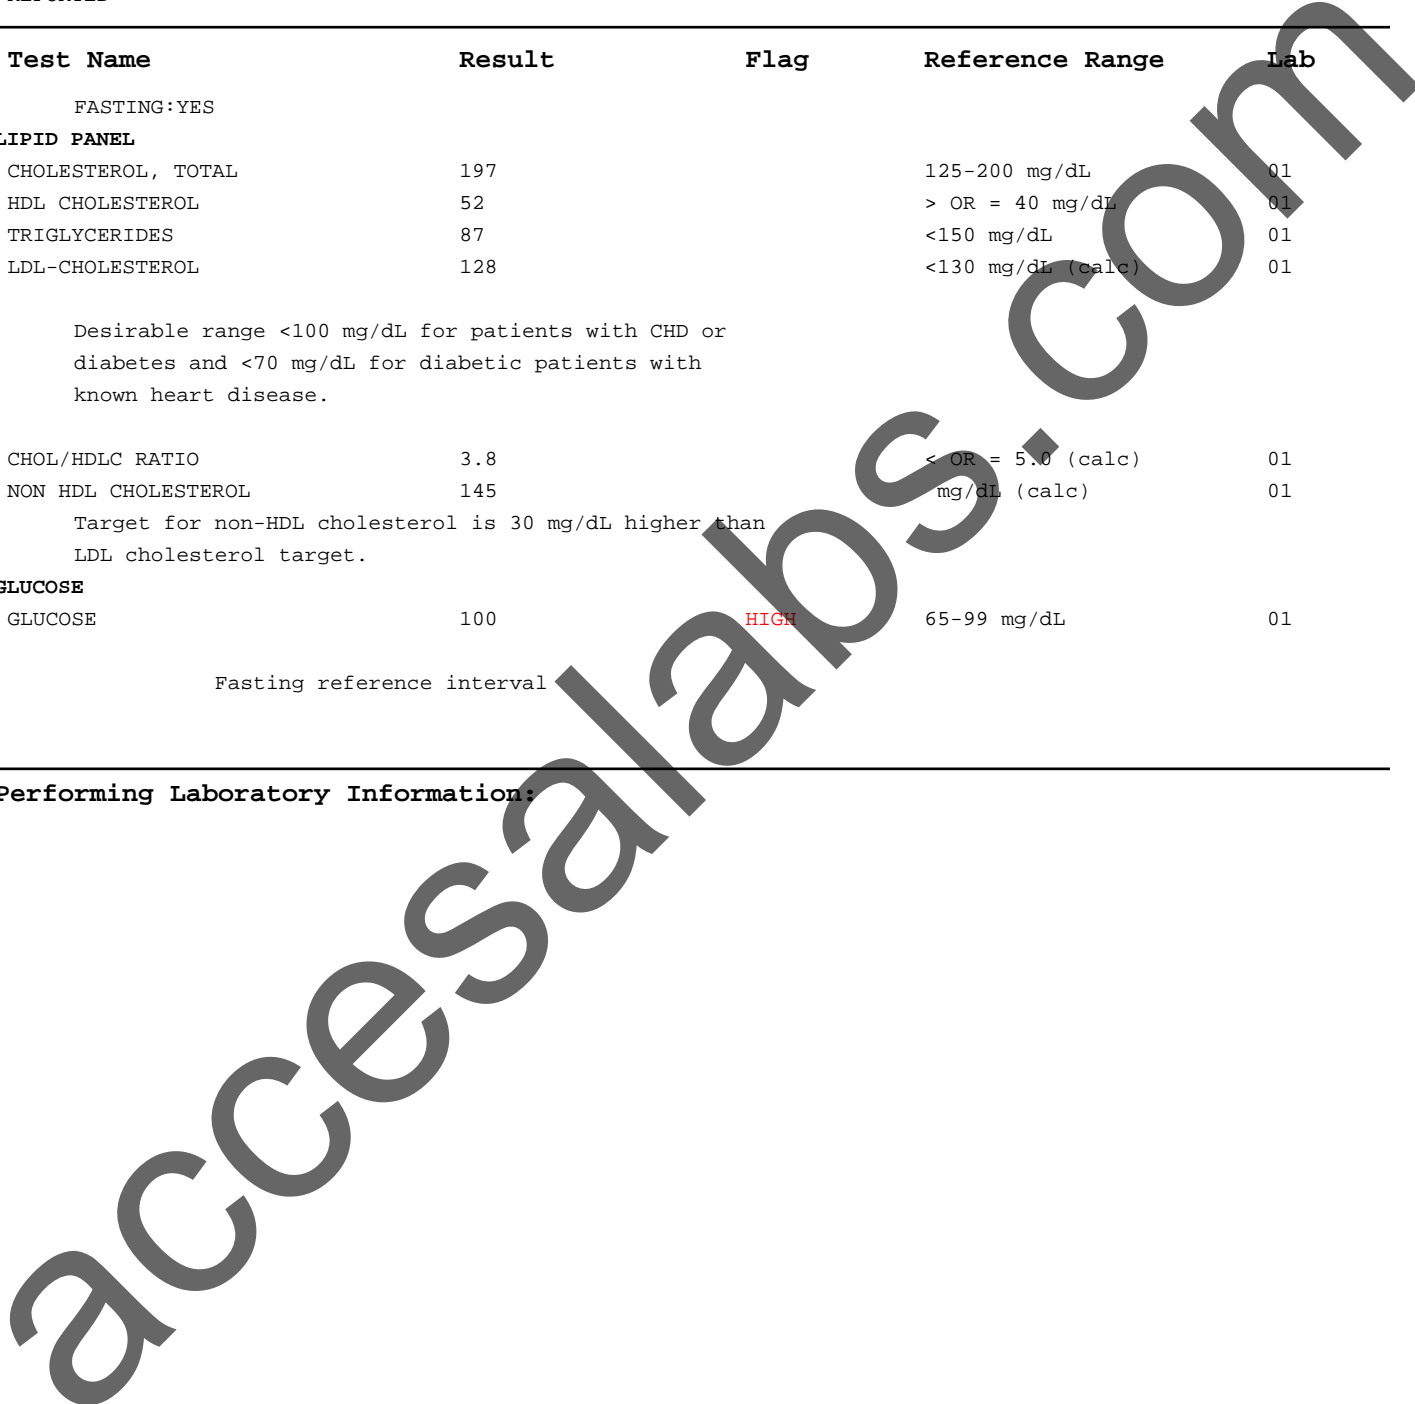 Test Name Result Flag Reference Range Lab
FASTING:YES
LIPID PANEL
CHOLESTEROL, TOTAL 197 125-200 mg/dL 01
HDL CHOLESTEROL 52 > OR = 40 mg/dL 01
TRIGLYCERIDES 87 <150 mg/dL 01
LDL-CHOLESTEROL 128 <130 mg/dL (calc) 01
Desirable range <100 mg/dL for patients with CHD or
diabetes and <70 mg/dL for diabetic patients with
known heart disease.
CHOL/HDLC RATIO 3.8 < OR = 5.0 (calc) 01
NON HDL CHOLESTEROL 145 mg/dL (calc) 01
Target for non-HDL cholesterol is 30 mg/dL higher than
LDL cholesterol target.
GLUCOSE
GLUCOSE 100 HIGH 65-99 mg/dL 01
Fasting reference interval
Performing Laboratory Information:
accesalabs.com